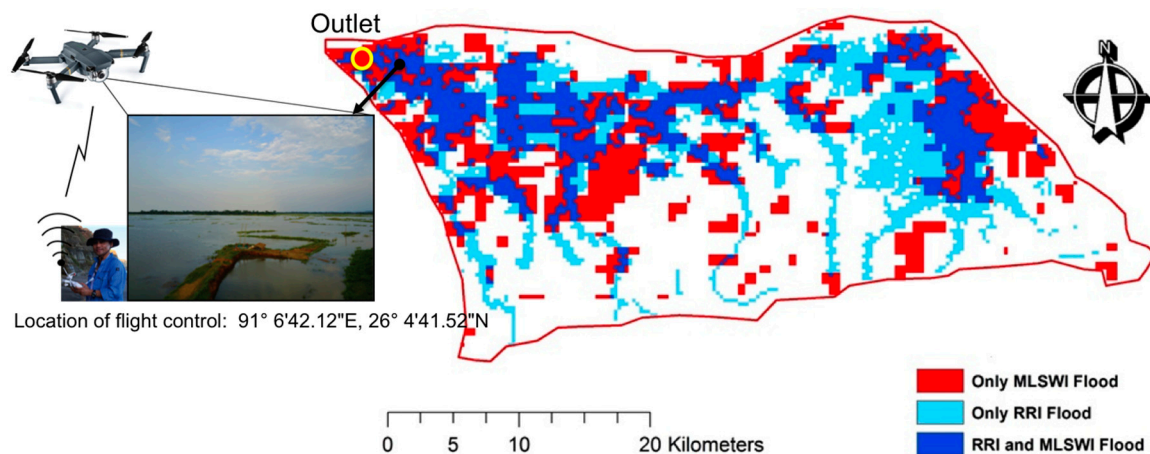 Outlet
N
Location of flight control: 91° 6'42.12"E, 26° 4'41.52"N
Only MLSWI Flood
Only RRI Flood
RRI and MLSWI Flood
0 5 10 20 Kilometers